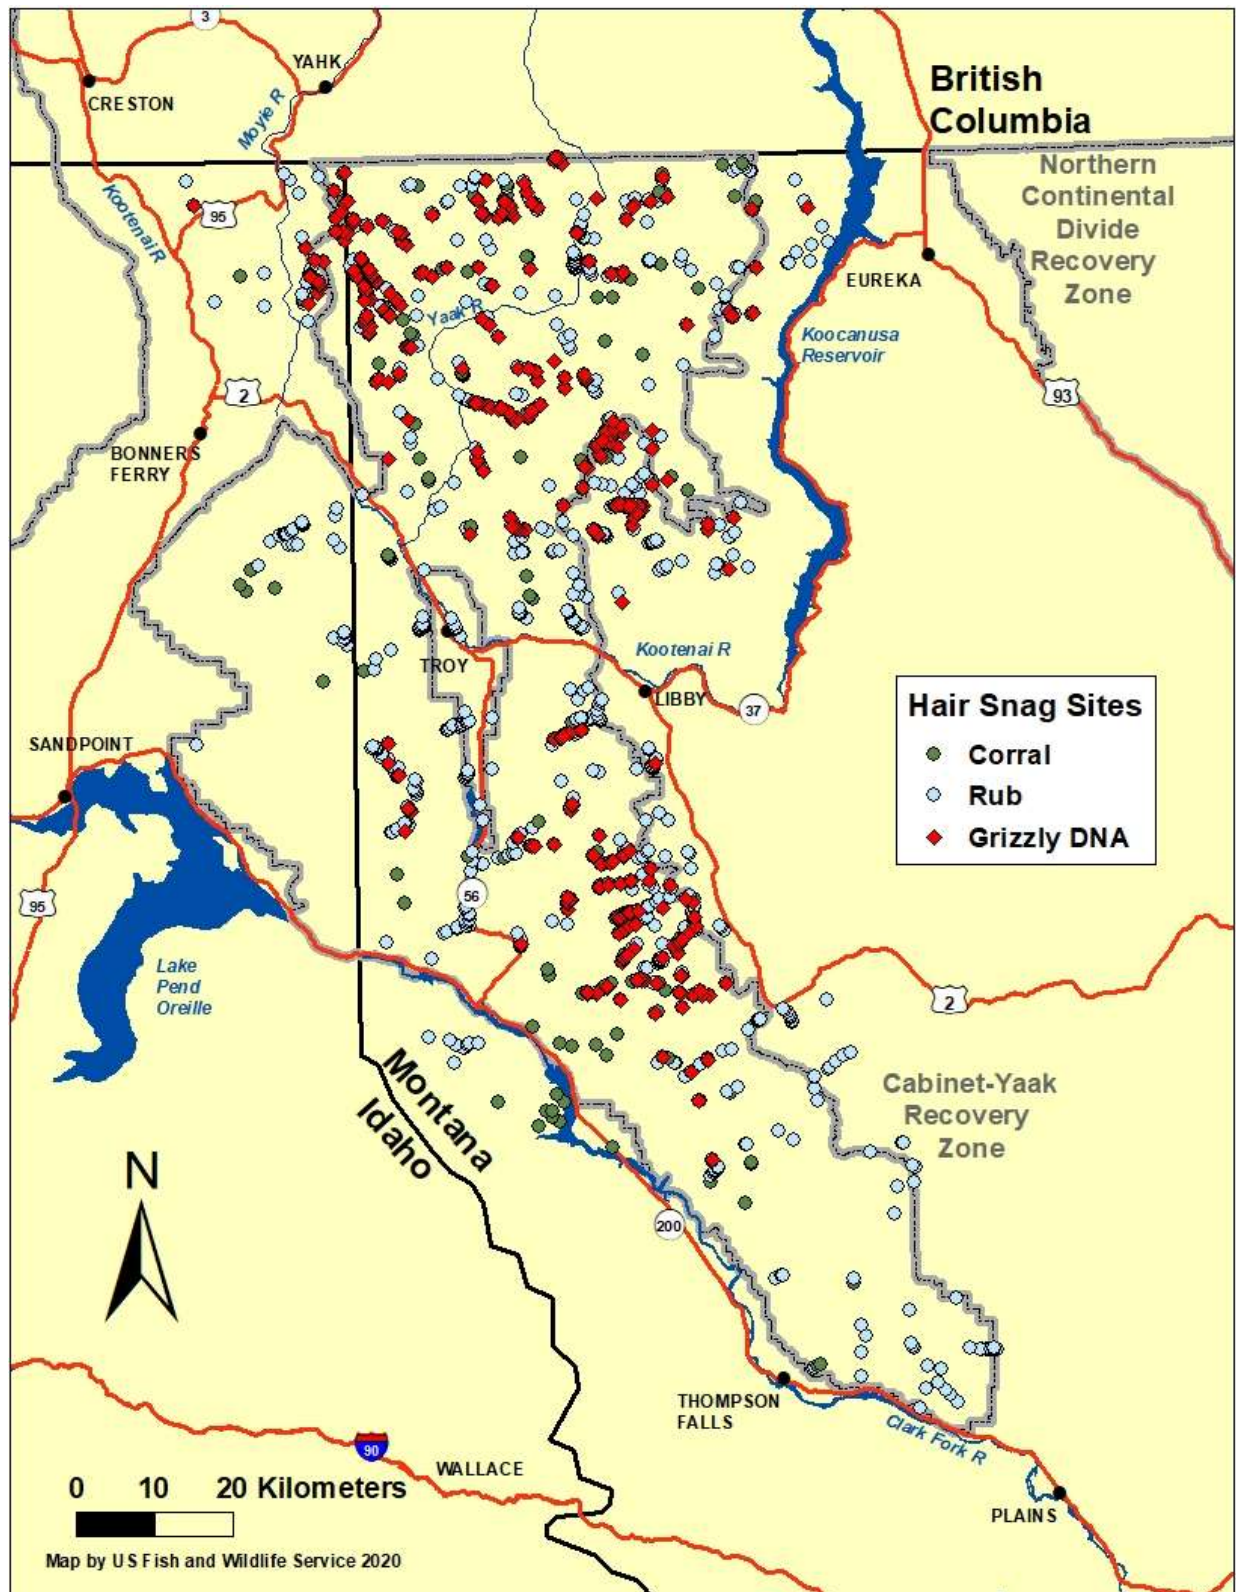 3
YAHK
CRESTON
Moyie R
British
Columbia
Northern
Continental
Divide
Recovery
Zone
Kootenai R
95
EUREKA
Yaak R
Koocanusa
Reservoir
2
93
BONNERS
FERRY
Kootenai R
TROY
LIBBY
37
Hair Snag Sites
Corral
Rub
Grizzly DNA
SANDPOINT
56
95
Lake
Pend
Oreille
2
Montana
Idaho
Cabinet-Yaak
Recovery
Zone
N
200
THOMPSON
FALLS
Clark Fork R
90
WALLACE
0 10 20 Kilometers
PLAINS
Map by US Fish and Wildlife Service 2020